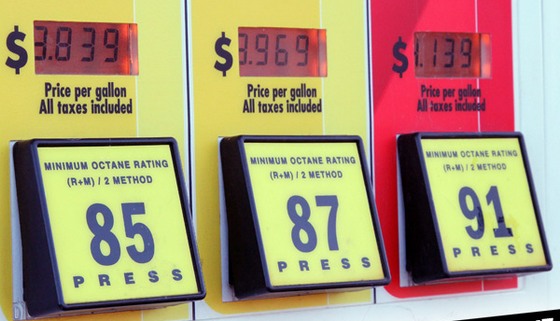 $3.839
Price per gallon
All taxes included
MINIMUM OCTANE RATING
(R+M) / 2 METHOD
85
PRESS
$3.969
Price per gallon
All taxes included
MINIMUM OCTANE RATING
(R+M) / 2 METHOD
87
PRESS
$4.139
Price per gallon
All taxes included
MINIMUM OCTANE RATING
(R+M) / 2 METHOD
91
PRESS